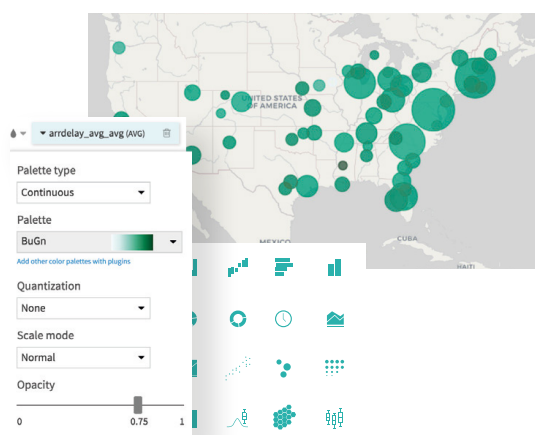 UNITED STATES
OF AMERICA
MEXICO
CUBA
HAITI
arrdelay_avg_avg (AVG)
Palette type
Continuous
Palette
BuGn
Add other color palettes with plugins
Quantization
None
Scale mode
Normal
Opacity
0
0.75
1